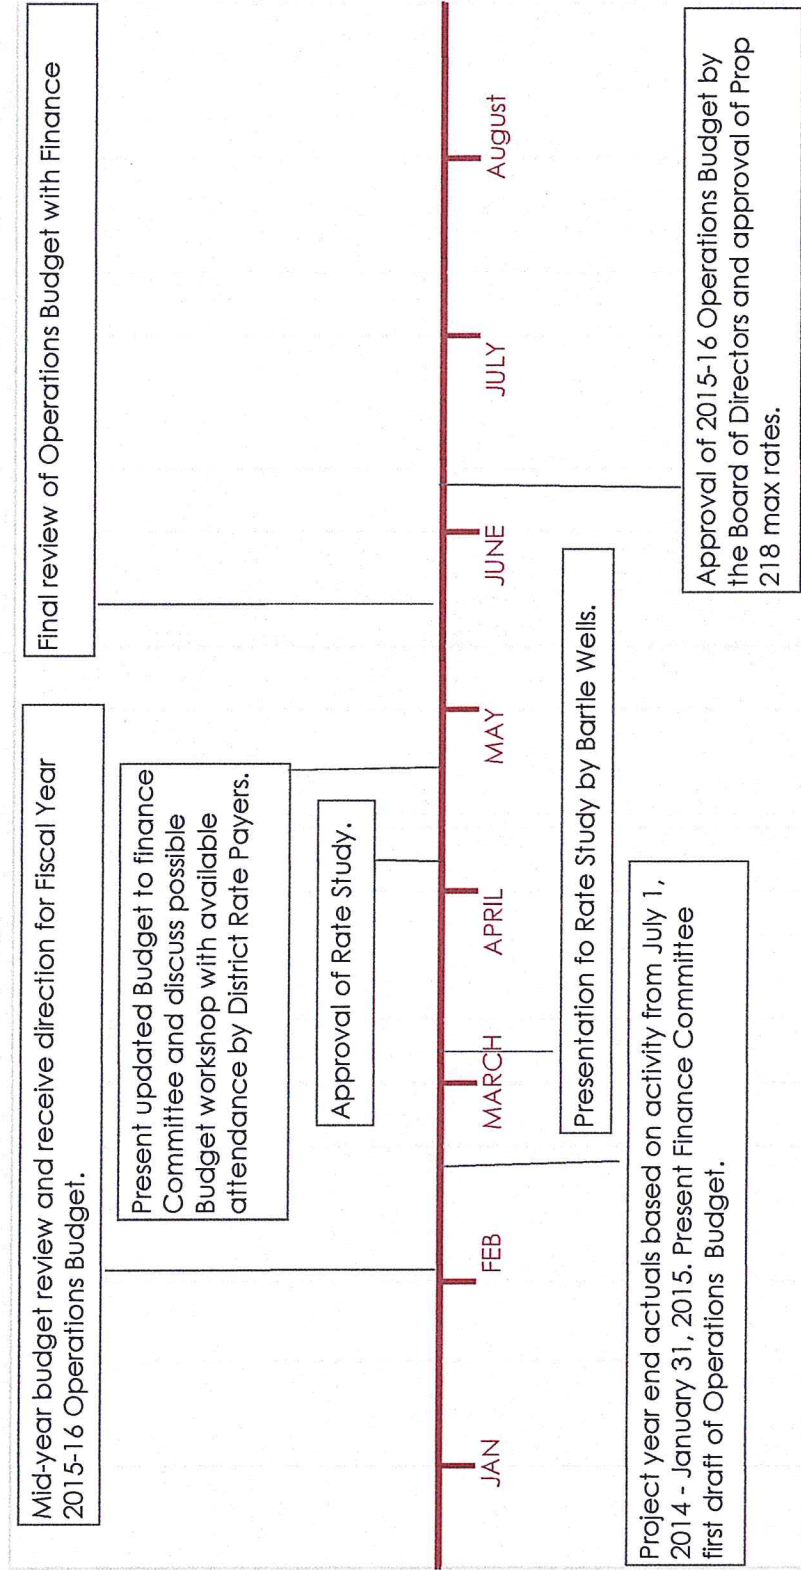 Mid-year budget review and receive direction for Fiscal Year
2015-16 Operations Budget.
Final review of Operations Budget with Finance
Present updated Budget to finance
Committee and discuss possible
Budget workshop with available
attendance by District Rate Payers.
Approval of Rate Study.
JAN
FEB
MARCH
APRIL
MAY
JUNE
JULY
August
Presentation fo Rate Study by Bartle Wells.
Project year end actuals based on activity from July 1,
2014 - January 31, 2015. Present Finance Committee
first draft of Operations Budget.
Approval of 2015-16 Operations Budget by
the Board of Directors and approval of Prop
218 max rates.